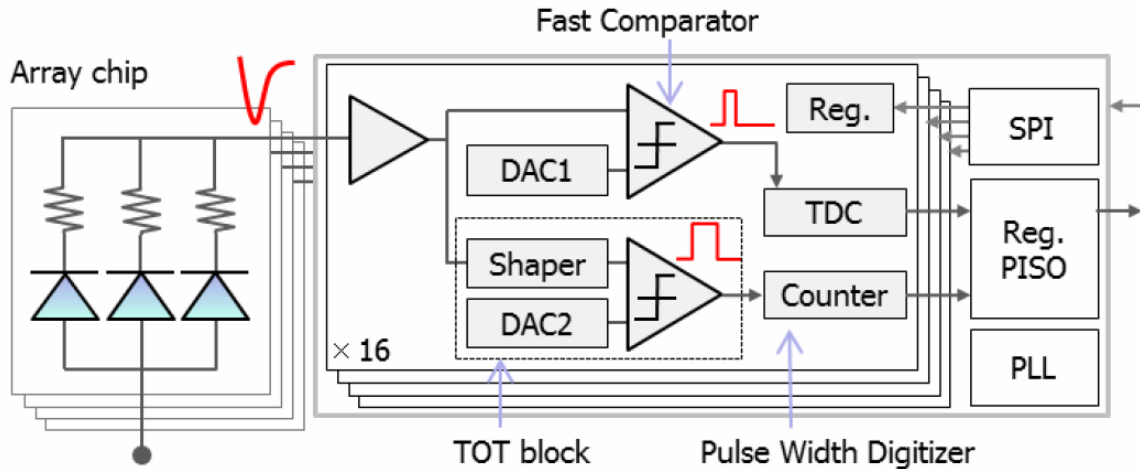 Fast Comparator
Array chip
Reg.
SPI
DAC1
TDC
Reg.
PISO
Shaper
Counter
DAC2
× 16
PLL
TOT block
Pulse Width Digitizer